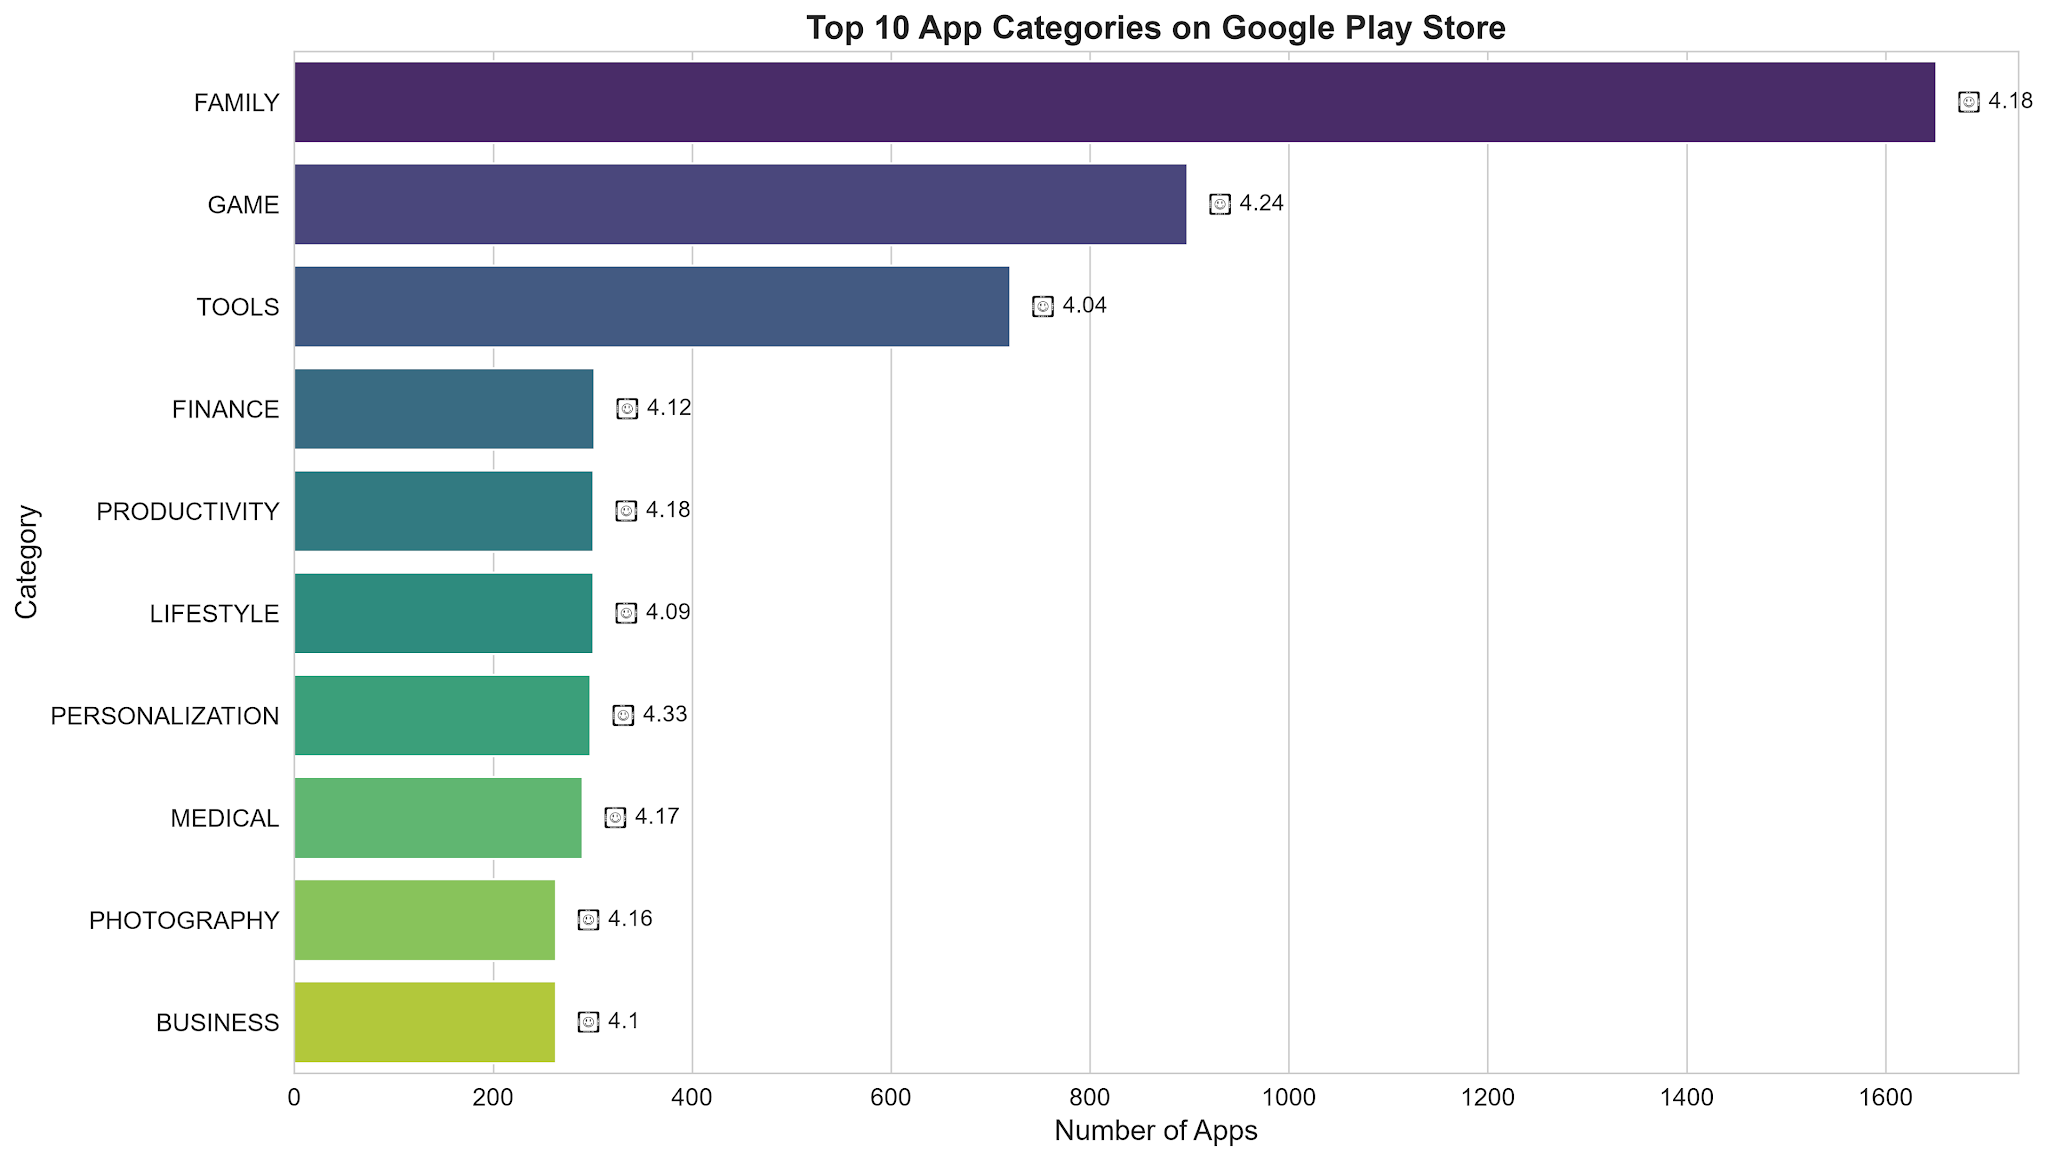 Top 10 App Categories on Google Play Store
FAMILY 4.18
GAME 4.24
TOOLS 4.04
FINANCE 4.12
PRODUCTIVITY 4.18
LIFESTYLE 4.09
PERSONALIZATION 4.33
MEDICAL 4.17
PHOTOGRAPHY 4.16
BUSINESS 4.1
Category
0 200 400 600 800 1000 1200 1400 1600
Number of Apps